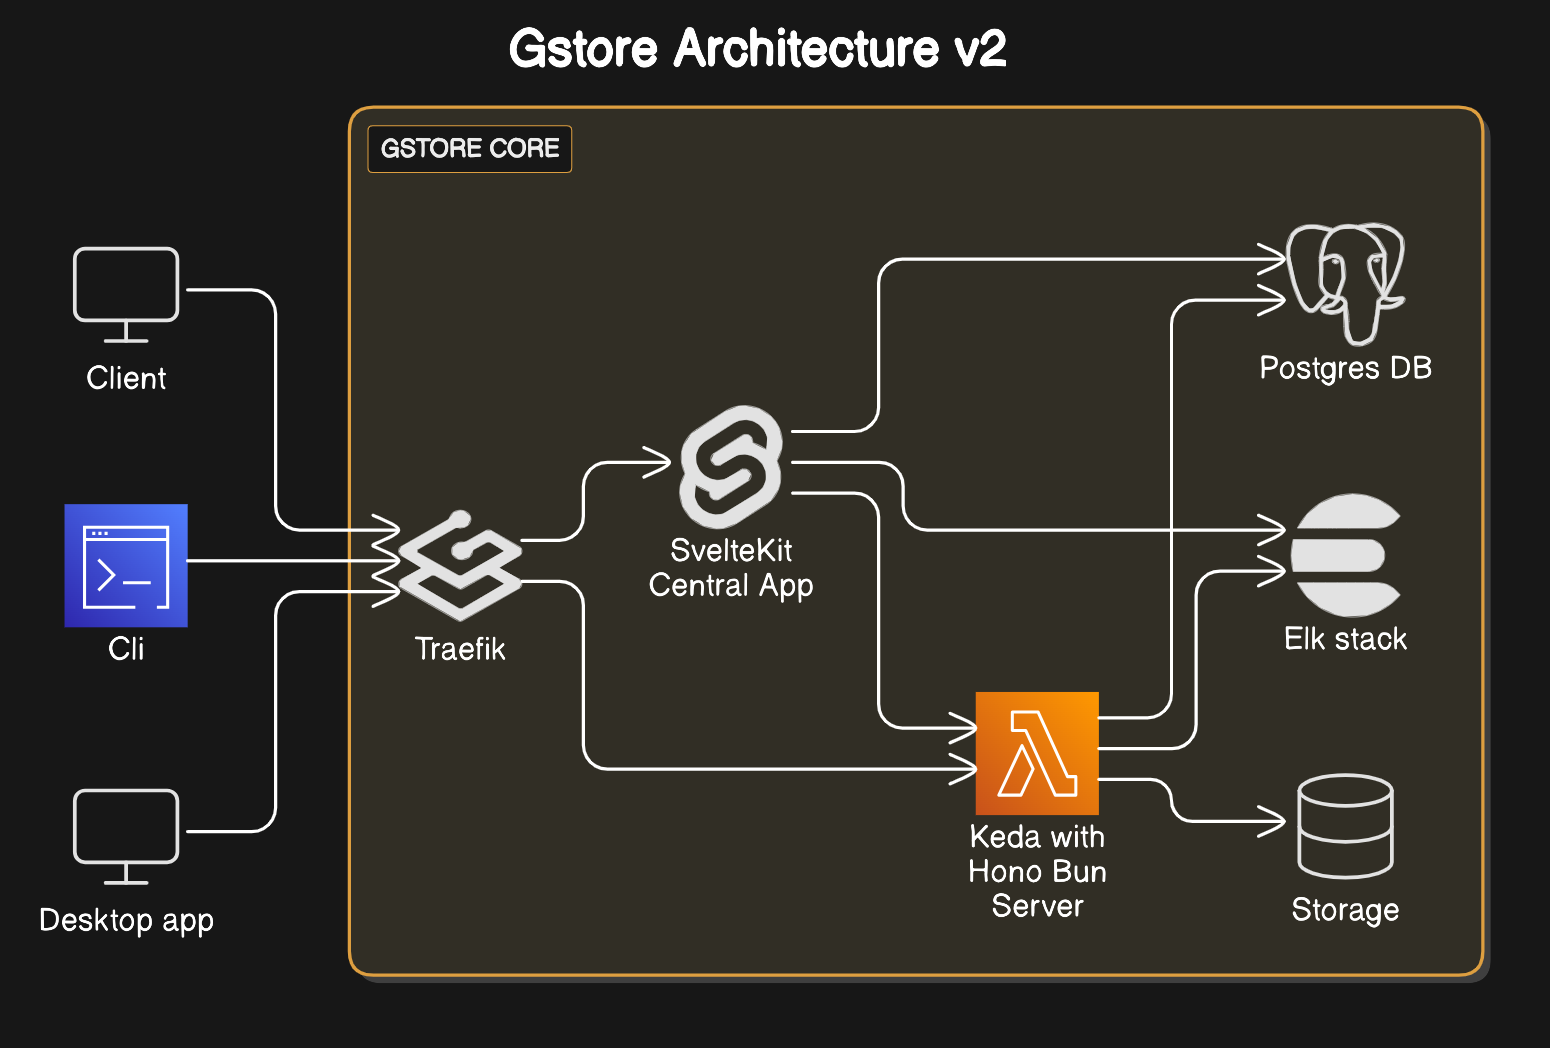 Gstore Architecture v2
GSTORE CORE
Client
Postgres DB
SvelteKit
Central App
Cli
Traefik
Elk stack
Keda with
Hono Bun
Server
Desktop app
Storage